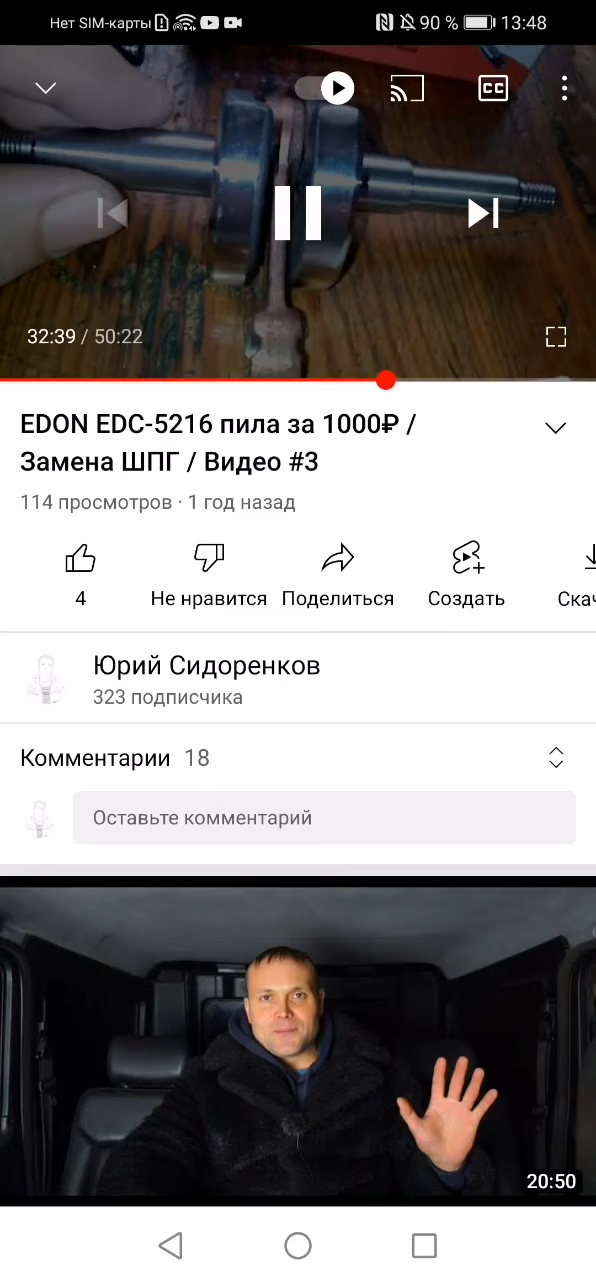 Нет SIM-карты 90 % 13:48
CC
32:39 / 50:22
EDON EDC-5216 пила за 1000₽ /
Замена ШПГ / Видео #3
114 просмотров · 1 год назад
4 Не нравится Поделиться Создать Скач
Юрий Сидоренков
323 подписчика
Комментарии 18
Оставьте комментарий
20:50